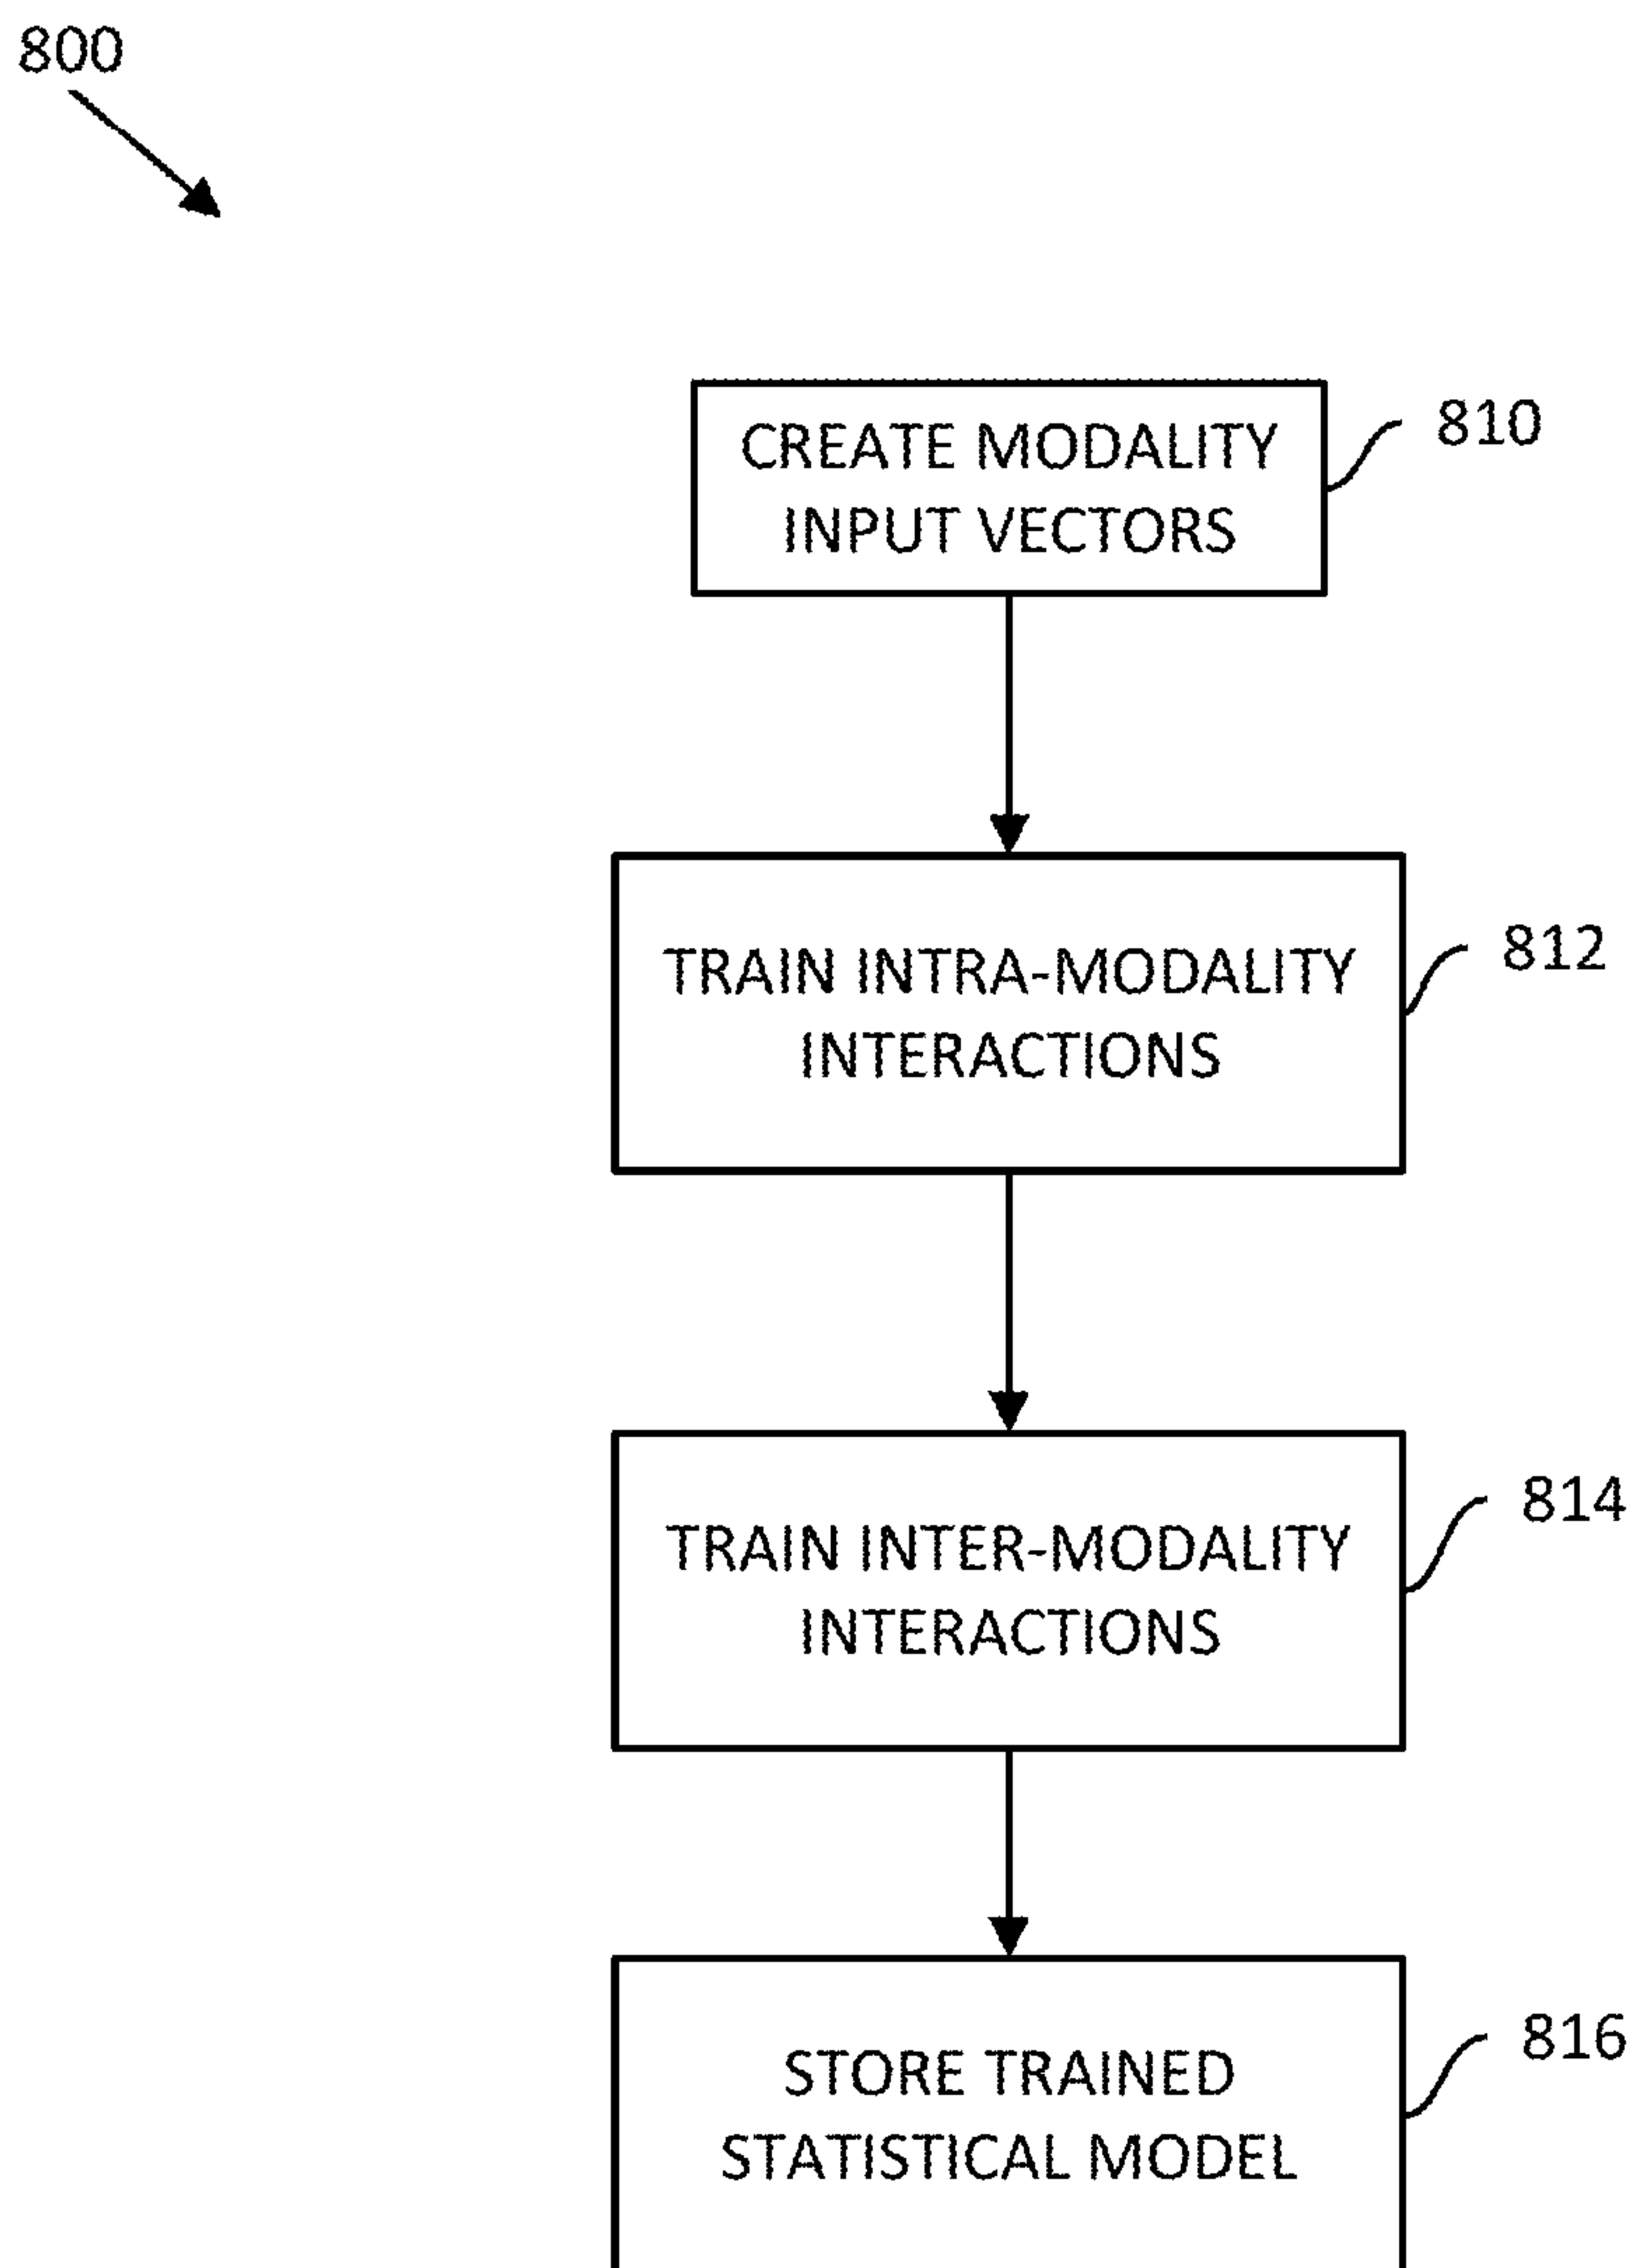 800
CREATE MODALITY
INPUT VECTORS
810
TRAIN INTRA-MODALITY
INTERACTIONS
812
TRAIN INTER-MODALITY
INTERACTIONS
814
STORE TRAINED
STATISTICAL MODEL
816